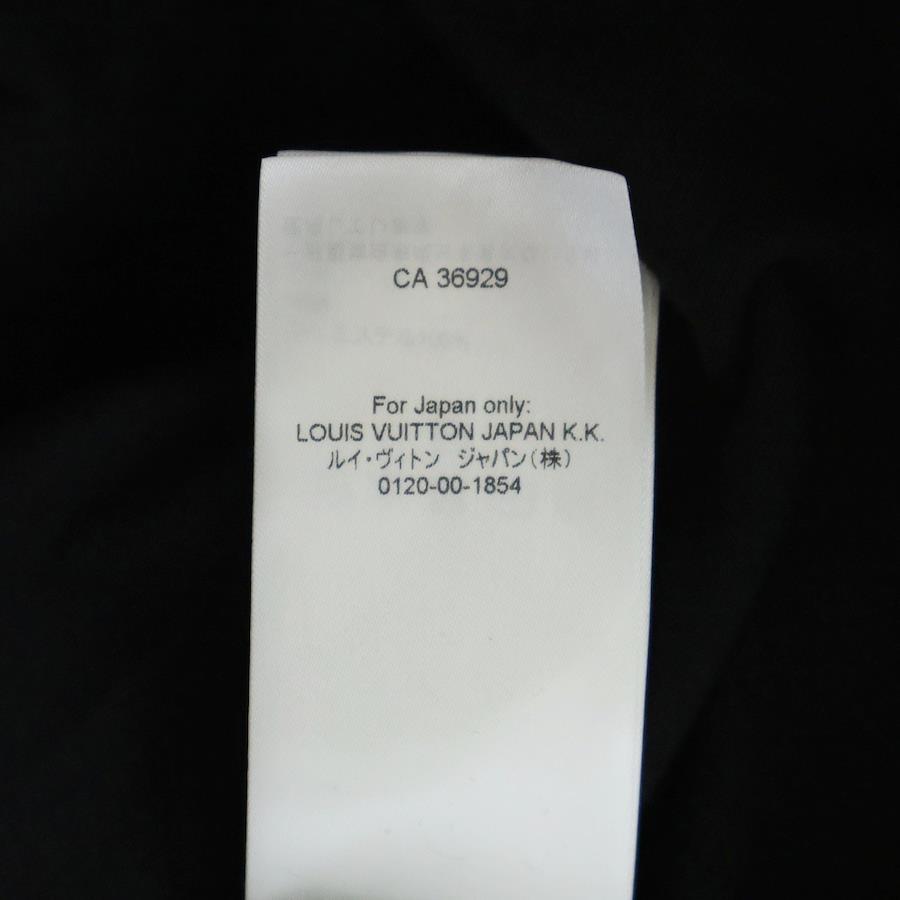 CA 36929
For Japan only:
LOUIS VUITTON JAPAN K.K.
ルイ・ヴィトン　ジャパン（株）
0120-00-1854